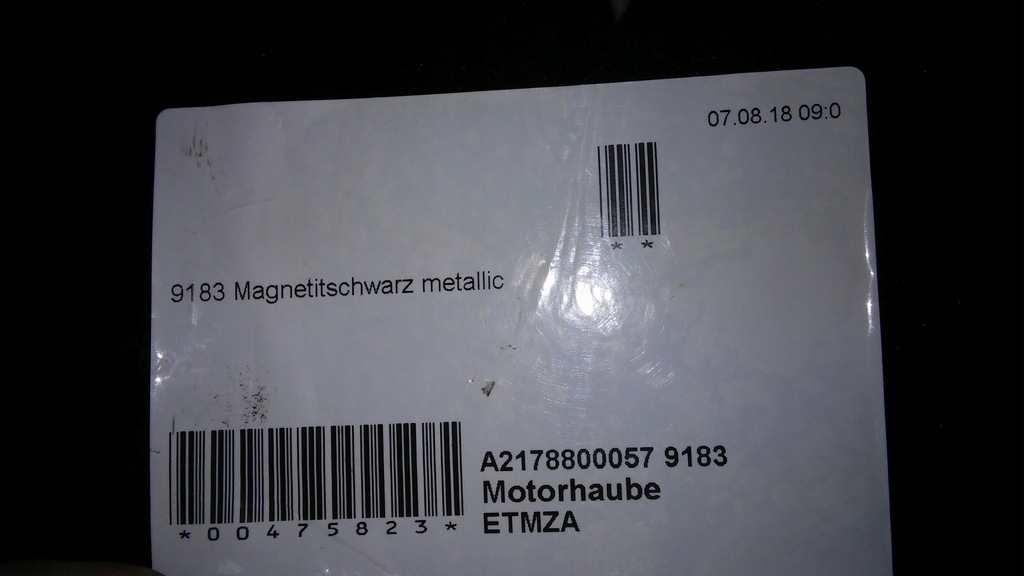 07.08.18 09:0
* *
9183 Magnetitschwarz metallic
A2178800057 9183
Motorhaube
ETMZA
*00475823*